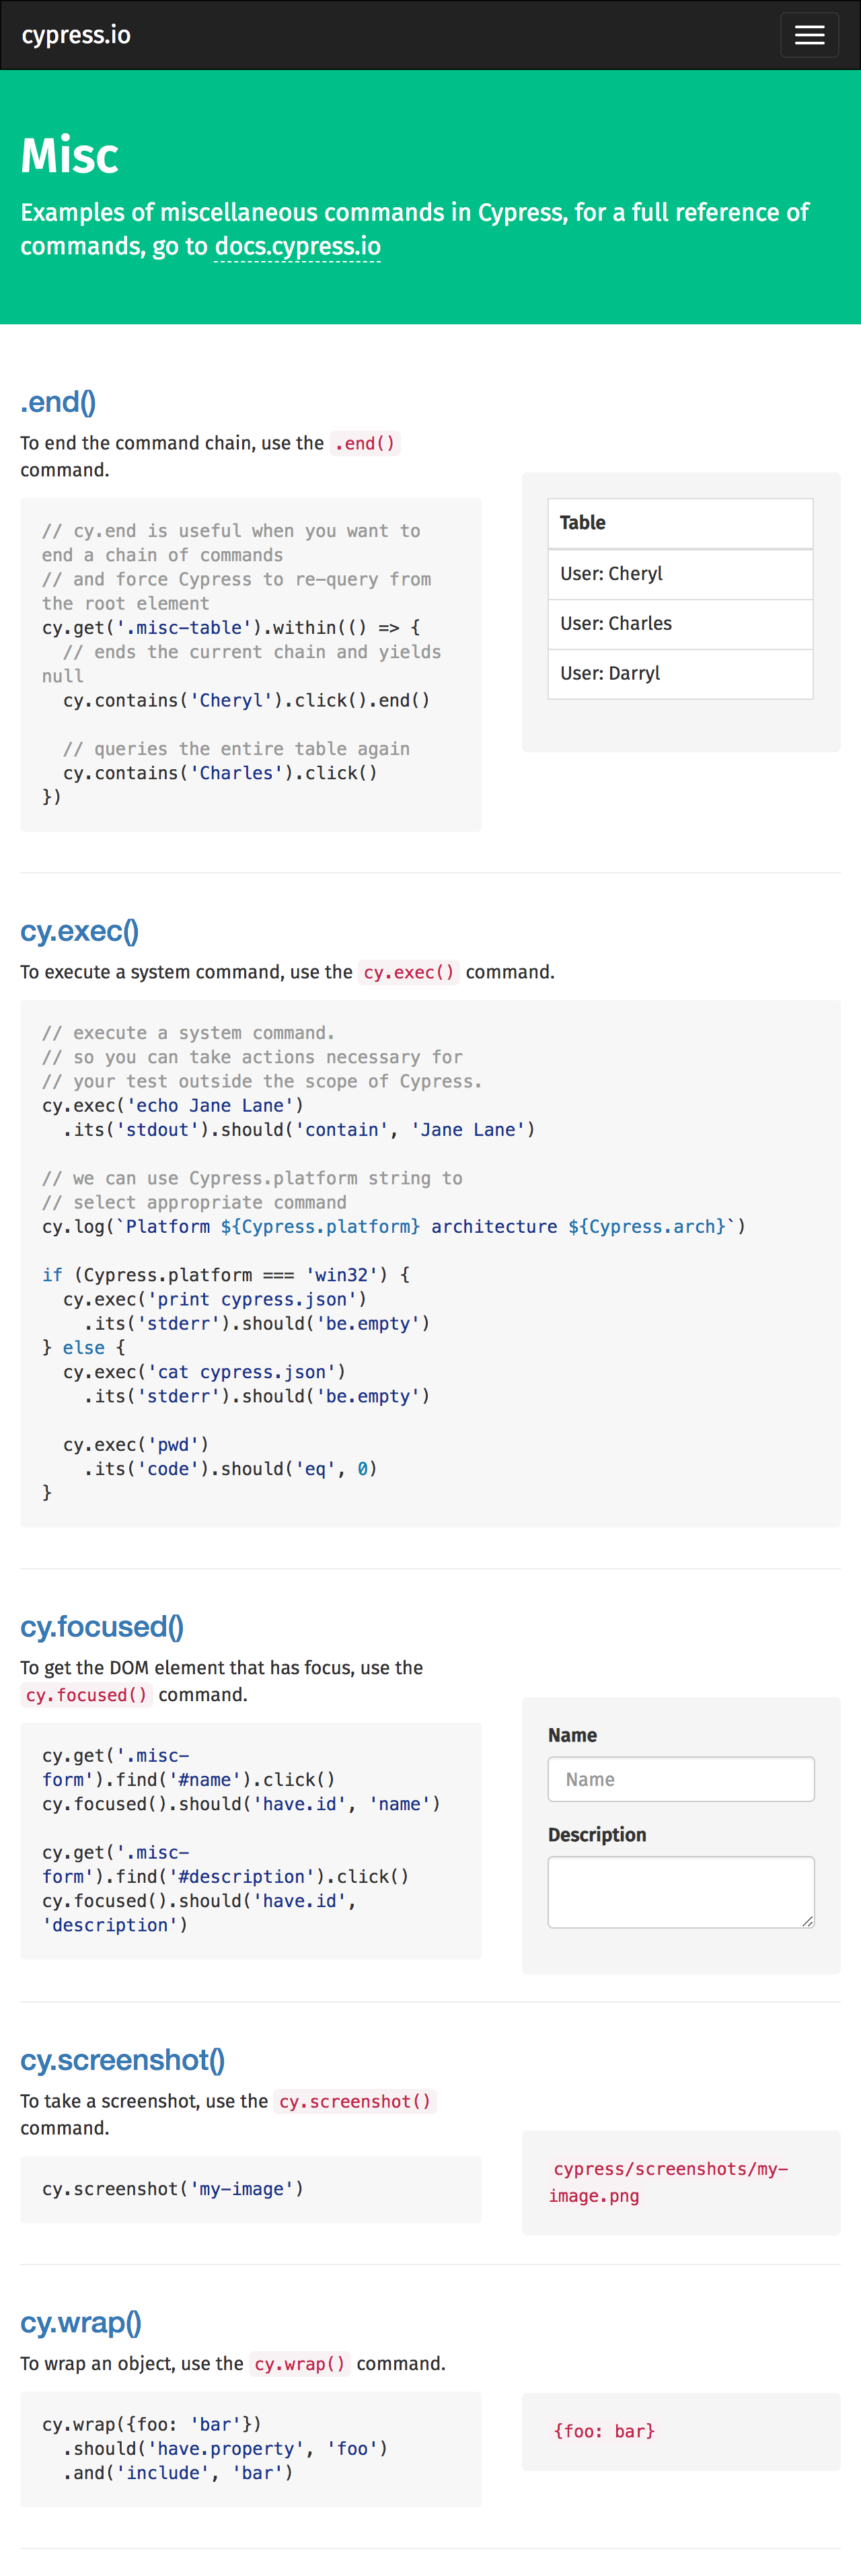 cypress.io
Misc
Examples of miscellaneous commands in Cypress, for a full reference of
commands, go to docs.cypress.io
.end()
To end the command chain, use the .end()
command.
// cy.end is useful when you want to
end a chain of commands
// and force Cypress to re-query from
the root element
cy.get('.misc-table').within(() => {
  // ends the current chain and yields
null
  cy.contains('Cheryl').click().end()
  // queries the entire table again
  cy.contains('Charles').click()
})
Table
User: Cheryl
User: Charles
User: Darryl
cy.exec()
To execute a system command, use the cy.exec() command.
// execute a system command.
// so you can take actions necessary for
// your test outside the scope of Cypress.
cy.exec('echo Jane Lane')
  .its('stdout').should('contain', 'Jane Lane')
// we can use Cypress.platform string to
// select appropriate command
cy.log(`Platform ${Cypress.platform} architecture ${Cypress.arch}`)
if (Cypress.platform === 'win32') {
  cy.exec('print cypress.json')
    .its('stderr').should('be.empty')
} else {
  cy.exec('cat cypress.json')
    .its('stderr').should('be.empty')
  cy.exec('pwd')
    .its('code').should('eq', 0)
}
cy.focused()
To get the DOM element that has focus, use the
cy.focused() command.
cy.get('.misc-
form').find('#name').click()
cy.focused().should('have.id', 'name')
cy.get('.misc-
form').find('#description').click()
cy.focused().should('have.id',
'description')
Name
Name
Description
cy.screenshot()
To take a screenshot, use the cy.screenshot()
command.
cy.screenshot('my-image')
cypress/screenshots/my-
image.png
cy.wrap()
To wrap an object, use the cy.wrap() command.
cy.wrap({foo: 'bar'})
  .should('have.property', 'foo')
  .and('include', 'bar')
{foo: bar}